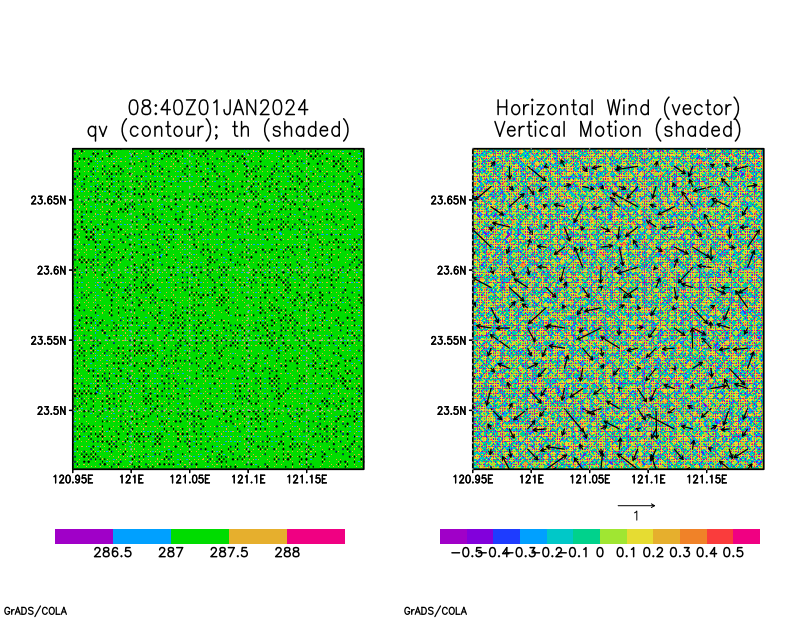 08:40Z01JAN2024
qv (contour); th (shaded)
23.65N
23.6N
23.55N
23.5N
120.95E 121E 121.05E 121.1E 121.15E
286.5 287 287.5 288
GrADS/COLA
Horizontal Wind (vector)
Vertical Motion (shaded)
23.65N
23.6N
23.55N
23.5N
120.95E 121E 121.05E 121.1E 121.15E
1
-0.5 -0.4 -0.3 -0.2 -0.1 0 0.1 0.2 0.3 0.4 0.5
GrADS/COLA